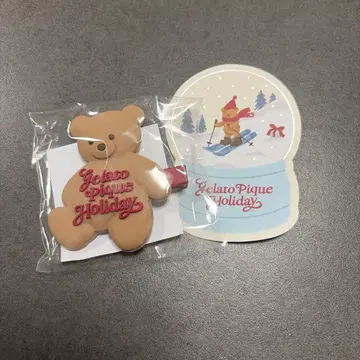 Gelato
Pique
Holiday
Gelato Pique
Holiday